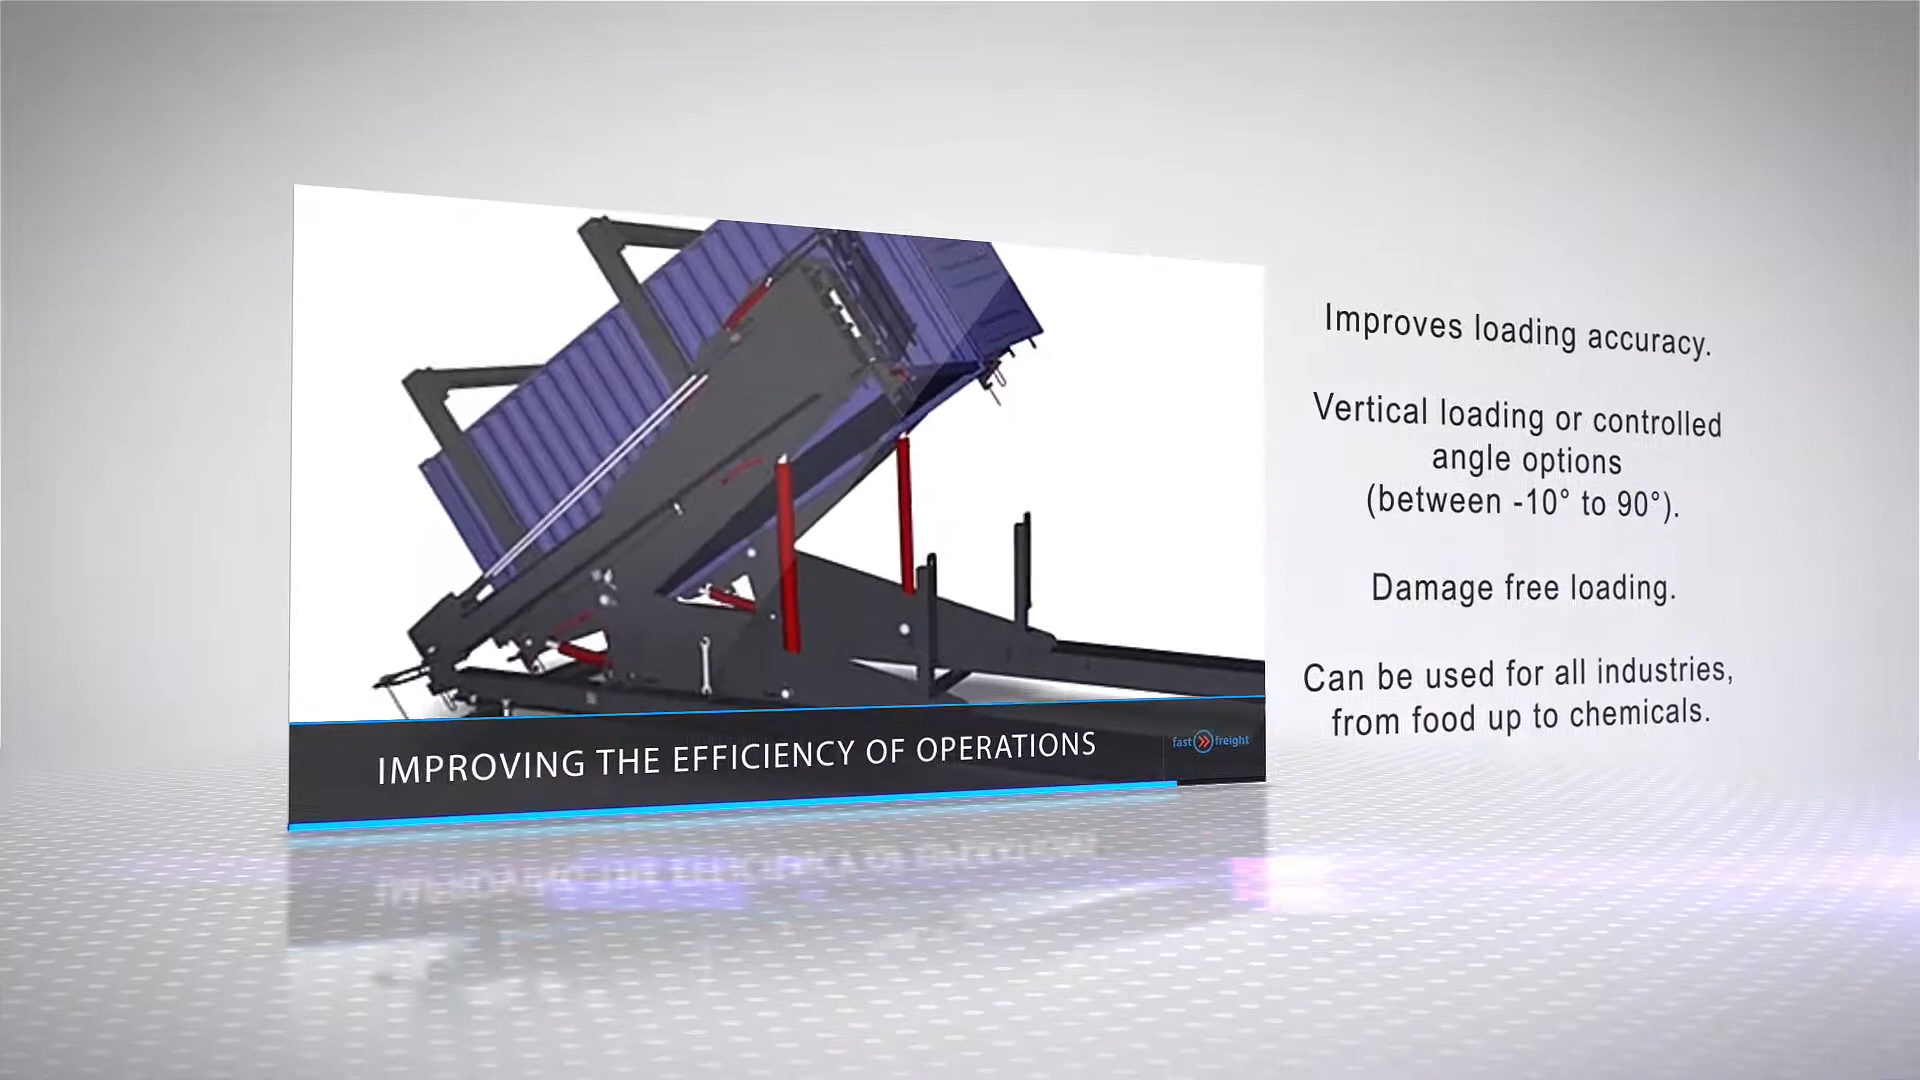 Improves loading accuracy.
Vertical loading or controlled
angle options
(between -10° to 90°).
Damage free loading.
Can be used for all industries,
from food up to chemicals.
IMPROVING THE EFFICIENCY OF OPERATIONS
fast freight